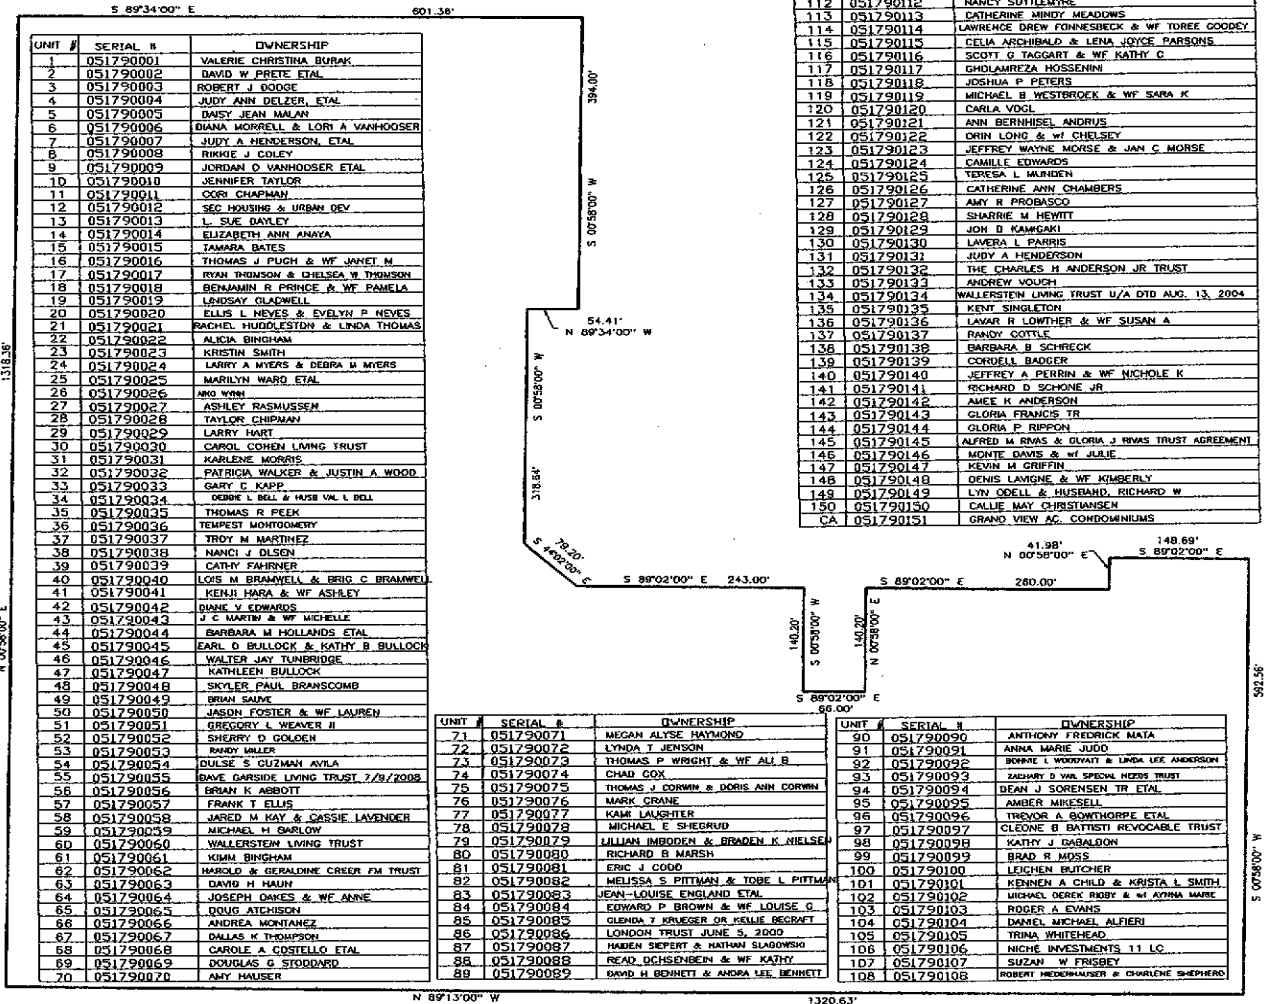 S 89°34'00" E 601.38'
UNIT # SERIAL # OWNERSHIP
1 051790001 VALERIE CHRISTINA BURAK
2 051790002 DAVID W PRETE ETAL
3 051790003 ROBERT J DODGE
4 051790004 JUDY ANN DELZER, ETAL
5 051790005 DAISY JEAN MALAN
6 051790006 DIANA MORRELL & LORI A VANHOOSER
7 051790007 JUDY A HENDERSON, ETAL
8 051790008 RIKKIE J COLEY
9 051790009 JORDAN O VANHOOSER ETAL
10 051790010 JENNIFER TAYLOR
11 051790011 CORI CHAPMAN
12 051790012 SEC HOUSING & URBAN DEV
13 051790013 L. SUE DAYLEY
14 051790014 ELIZABETH ANN ANAYA
15 051790015 TAMARA BATES
16 051790016 THOMAS J PUGH & WF JANET M
17 051790017 RYAN THOMSON & CHELSEA W THOMSON
18 051790018 BENJAMIN R PRINCE & WF PAMELA
19 051790019 LINDSAY GLADWELL
20 051790020 ELLIS L NEVES & EVELYN P NEVES
21 051790021 RACHEL HUDDLESTON & LINDA THOMAS
22 051790022 ALICIA BINGHAM
23 051790023 KRISTIN SMITH
24 051790024 LARRY A MYERS & DEBRA M MYERS
25 051790025 MARILYN WARD ETAL
26 051790026
27 051790027 ASHLEY RASMUSSEN
28 051790028 TAYLOR CHIPMAN
29 051790029 LARRY HART
30 051790030 CAROL COHEN LIVING TRUST
31 051790031 KARLENE MORRIS
32 051790032 PATRICIA WALKER & JUSTIN A WOOD
33 051790033 GARY C KAPP
34 051790034 DEBBIE L BELL & HUSB VAL L BELL
35 051790035 THOMAS R PEEK
36 051790036 TEMPEST MONTGOMERY
37 051790037 TROY M MARTINEZ
38 051790038 NANCI J OLSEN
39 051790039 CATHY FAHRNER
40 051790040 LOIS M BRAMWELL & BRIG C BRAMWELL
41 051790041 KENJI HARA & WF ASHLEY
42 051790042 DIANE V EDWARDS
43 051790043 J C MARTIN & WF MICHELLE
44 051790044 BARBARA M HOLLANDS ETAL
45 051790045 EARL D BULLOCK & KATHY B BULLOCK
46 051790046 WALTER JAY TUNBRIDGE
47 051790047 KATHLEEN BULLOCK
48 051790048 SKYLER PAUL BRANSCOMB
49 051790049 BRIAN SAUVE
50 051790050 JASON FOSTER & WF LAUREN
51 051790051 GREGORY L WEAVER II
52 051790052 SHERRY D GOLDEN
53 051790053 RANDY MILLER
54 051790054 DULSE S GUZMAN AVILA
55 051790055 DAVE GARSIDE LIVING TRUST 7/9/2008
56 051790056 BRIAN K ABBOTT
57 051790057 FRANK T ELLIS
58 051790058 JARED M KAY & CASSIE LAVENDER
59 051790059 MICHAEL H BARLOW
60 051790060 WALLERSTEIN LIVING TRUST
61 051790061 KIMM BINGHAM
62 051790062 HAROLD & GERALDINE CREER FM TRUST
63 051790063 DAVID H HAUN
64 051790064 JOSEPH OAKES & WF ANNE
65 051790065 DOUG ATCHISON
66 051790066 ANDREA MONTANEZ
67 051790067 DALLAS K THOMPSON
68 051790068 CAROLE A COSTELLO ETAL
69 051790069 DOUGLAS G STODDARD
70 051790070 AMY HAUSER
1318.36'
N 00°58'00" E
394.00'
S 00°58'00" W
54.41'
N 89°34'00" W
S 00°58'00" W
318.64'
79.20'
S 44°02'00" E
S 89°02'00" E 243.00'
140.20'
S 00°58'00" W
S 89°02'00" E
66.00'
140.20'
N 00°58'00" E
S 89°02'00" E 260.00'
41.98'
N 00°58'00" E
148.69'
S 89°02'00" E
592.56'
S 00°58'00" W
112 051790112 NANCY SUTTLEMYRE
113 051790113 CATHERINE MINDY MEADOWS
114 051790114 LAWRENCE DREW FONNESBECK & WF TOREE GOODEY
115 051790115 CELIA ARCHIBALD & LENA JOYCE PARSONS
116 051790116 SCOTT G TAGGART & WF KATHY C
117 051790117 GHOLAMREZA HOSSENINI
118 051790118 JOSHUA P PETERS
119 051790119 MICHAEL B WESTBROEK & WF SARA K
120 051790120 CARLA VOGL
121 051790121 ANN BERNHISEL ANDRUS
122 051790122 ORIN LONG & wf CHELSEY
123 051790123 JEFFREY WAYNE MORSE & JAN C MORSE
124 051790124 CAMILLE EDWARDS
125 051790125 TERESA L MUNDEN
126 051790126 CATHERINE ANN CHAMBERS
127 051790127 AMY R PROBASCO
128 051790128 SHARRIE M HEWITT
129 051790129 JON D KAMIGAKI
130 051790130 LAVERA L PARRIS
131 051790131 JUDY A HENDERSON
132 051790132 THE CHARLES H ANDERSON JR TRUST
133 051790133 ANDREW VOUGH
134 051790134 WALLERSTEIN LIVING TRUST U/A DTD AUG. 13, 2004
135 051790135 KENT SINGLETON
136 051790136 LAVAR R LOWTHER & WF SUSAN A
137 051790137 RANDY COTTLE
138 051790138 BARBARA B SCHRECK
139 051790139 CORDELL BADGER
140 051790140 JEFFREY A PERRIN & WF NICHOLE K
141 051790141 RICHARD D SCHONE JR
142 051790142 AMEE K ANDERSON
143 051790143 GLORIA FRANCIS TR
144 051790144 GLORIA P RIPPON
145 051790145 ALFRED M RIVAS & GLORIA J RIVAS TRUST AGREEMENT
146 051790146 MONTE DAVIS & wf JULIE
147 051790147 KEVIN M GRIFFIN
148 051790148 DENIS LAVIGNE & WF KIMBERLY
149 051790149 LYN ODELL & HUSBAND, RICHARD W
150 051790150 CALLIE MAY CHRISTIANSEN
CA 051790151 GRAND VIEW AC. CONDOMINIUMS
UNIT # SERIAL # OWNERSHIP
71 051790071 MEGAN ALYSE HAYMOND
72 051790072 LYNDA T JENSON
73 051790073 THOMAS P WRIGHT & WF ALI B
74 051790074 CHAD COX
75 051790075 THOMAS J CORWIN & DORIS ANN CORWIN
76 051790076 MARK CRANE
77 051790077 KAMI LAUGHTER
78 051790078 MICHAEL E SHEGRUD
79 051790079 LILLIAN IMBODEN & BRADEN K NIELSEN
80 051790080 RICHARD B MARSH
81 051790081 ERIC J CODD
82 051790082 MELISSA S PITTMAN & TOBE L PITTMAN
83 051790083 JEAN-LOUISE ENGLAND ETAL
84 051790084 EDWARD P BROWN & WF LOUISE G
85 051790085 GLENDA T KRUEGER OR KELLIE BECRAFT
86 051790086 LONDON TRUST JUNE 5, 2000
87 051790087 HAIDEN SIEPERT & NATHAN SLAGOWSKI
88 051790088 READ OCHSENBEIN & WF KATHY
89 051790089 DAVID H BENNETT & ANDRA LEE BENNETT
UNIT # SERIAL # OWNERSHIP
90 051790090 ANTHONY FREDRICK MATA
91 051790091 ANNA MARIE JUDD
92 051790092 BONNIE L WOODYATT & LINDA LEE ANDERSON
93 051790093 ZACHARY D VAIL SPECIAL NEEDS TRUST
94 051790094 DEAN J SORENSEN TR ETAL
95 051790095 AMBER MIKESELL
96 051790096 TREVOR A BOWTHORPE ETAL
97 051790097 CLEONE B BATTISTI REVOCABLE TRUST
98 051790098 KATHY J GABALDON
99 051790099 BRAD R MOSS
100 051790100 LEICHEN BUTCHER
101 051790101 KENNEN A CHILD & KRISTA L SMITH
102 051790102 MICHAEL DEREK RIGBY & wf AYNNA MARIE
103 051790103 ROGER A EVANS
104 051790104 DANIEL MICHAEL ALFIERI
105 051790105 TRINA WHITEHEAD
106 051790106 NICHE INVESTMENTS 11 LC
107 051790107 SUZAN W FRISBEY
108 051790108 ROBERT NIEDERHAUSER & CHARLENE SHEPHERD
N 89°13'00" W 1320.63'